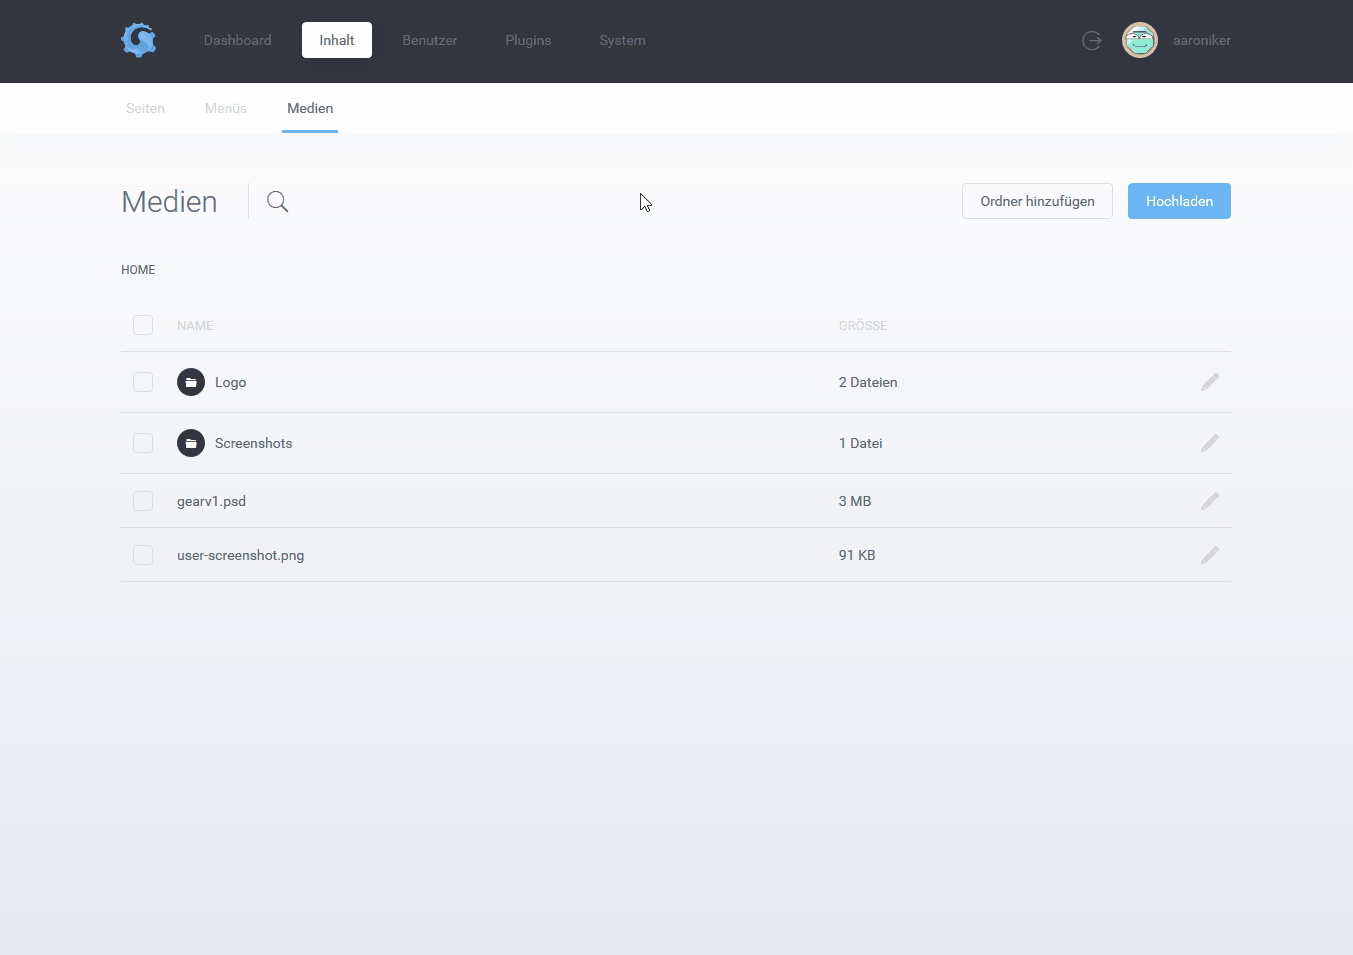 Dashboard Inhalt Benutzer Plugins System aaroniker
Seiten Menüs Medien
Medien Ordner hinzufügen Hochladen
HOME
NAME GRÖSSE
Logo 2 Dateien
Screenshots 1 Datei
gearv1.psd 3 MB
user-screenshot.png 91 KB